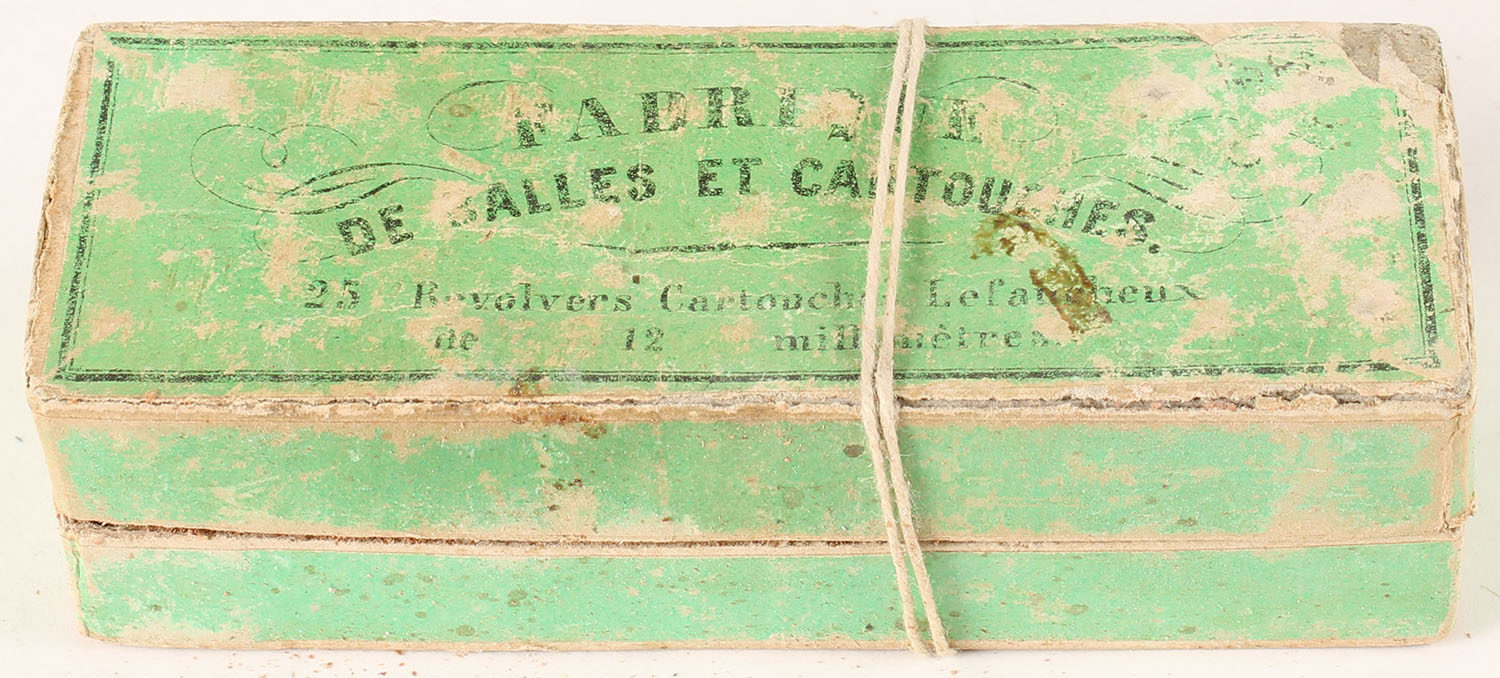 FABRIQUE
DE BALLES ET CARTOUCHES.
25 Revolvers Cartouches Lefaucheux
de 12 millimètres.